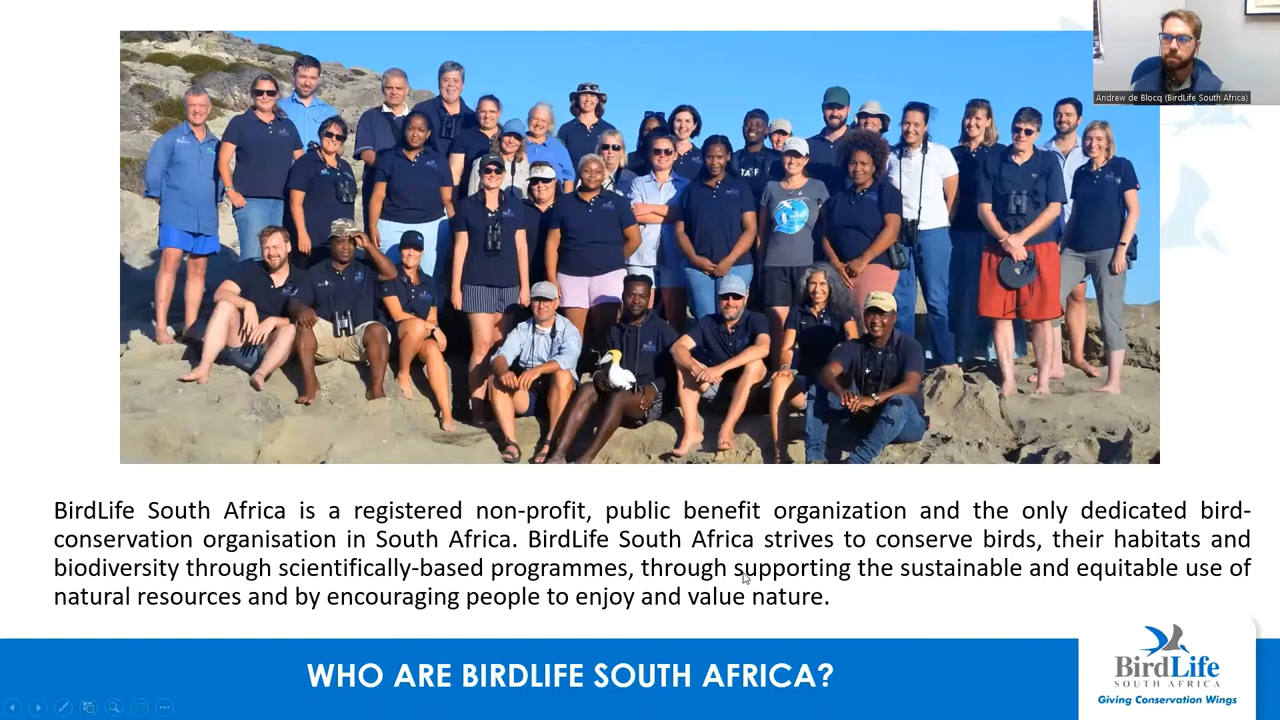 Andrew de Blocq (BirdLife South Africa)
BirdLife South Africa is a registered non-profit, public benefit organization and the only dedicated bird-
conservation organisation in South Africa. BirdLife South Africa strives to conserve birds, their habitats and
biodiversity through scientifically-based programmes, through supporting the sustainable and equitable use of
natural resources and by encouraging people to enjoy and value nature.
WHO ARE BIRDLIFE SOUTH AFRICA?
BirdLife
SOUTH AFRICA
Giving Conservation Wings